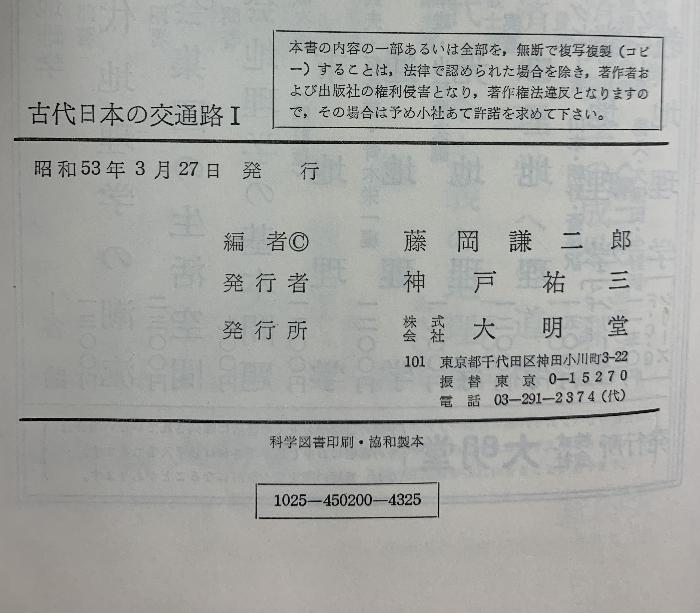 本書の内容の一部あるいは全部を，無断で複写複製（コピ
ー）することは，法律で認められた場合を除き，著作者お
よび出版社の権利侵害となり，著作権法違反となりますの
で，その場合は予め小社あて許諾を求めて下さい。
古代日本の交通路 I
昭和53年3月27日 発 行
編 者© 藤 岡 謙 二 郎
発行者 神 戸 祐 三
発行所 株式会社 大 明 堂
101 東京都千代田区神田小川町3-22
振替 東京 0—15270
電話 03—291—2374（代）
科学図書印刷・協和製本
1025—450200—4325